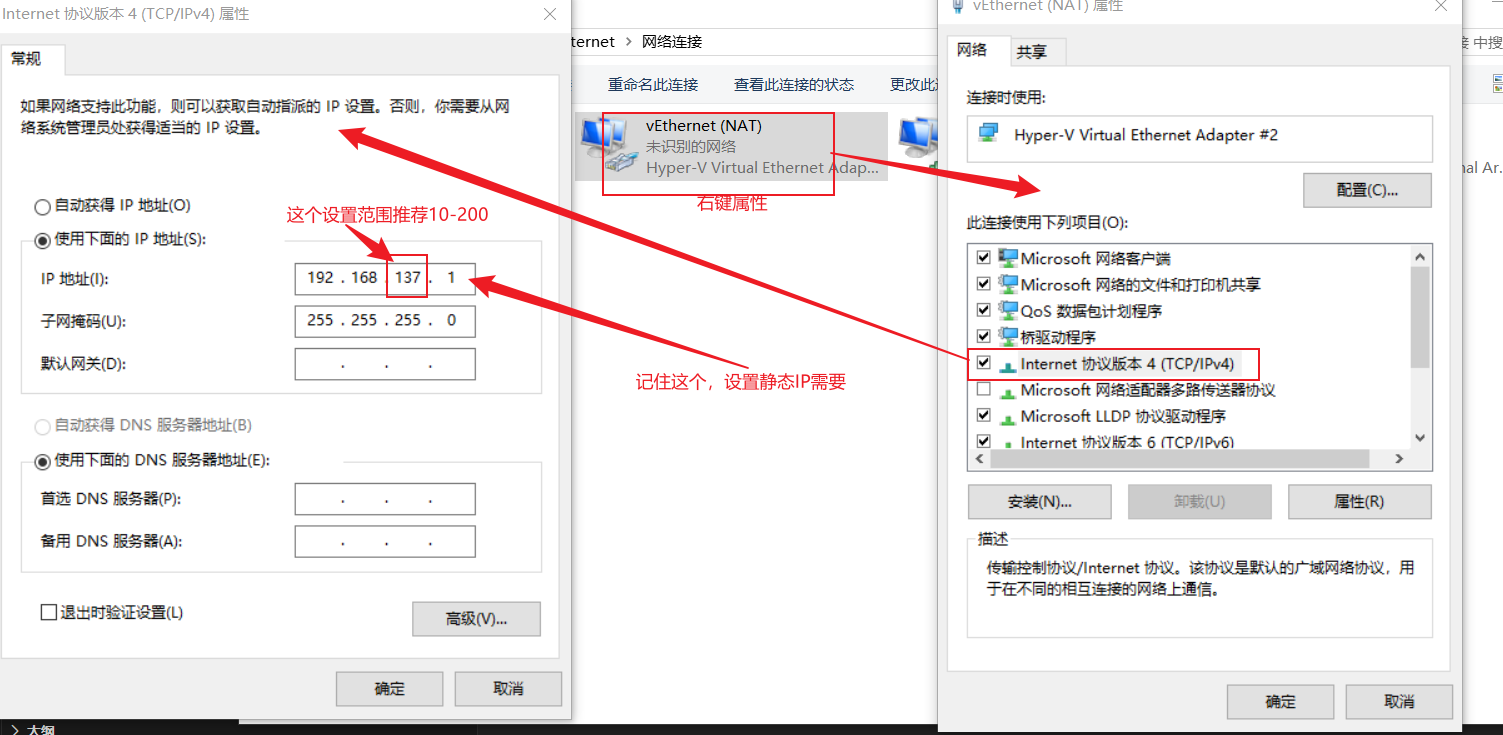 Internet 协议版本 4 (TCP/IPv4) 属性
常规
如果网络支持此功能，则可以获取自动指派的 IP 设置。否则，你需要从网
络系统管理员处获得适当的 IP 设置。
自动获得 IP 地址(O)
这个设置范围推荐10-200
使用下面的 IP 地址(S):
IP 地址(I):
192 . 168 . 137 . 1
子网掩码(U):
255 . 255 . 255 . 0
默认网关(D):
. . .
自动获得 DNS 服务器地址(B)
使用下面的 DNS 服务器地址(E):
首选 DNS 服务器(P):
. . .
备用 DNS 服务器(A):
. . .
退出时验证设置(L)
高级(V)...
确定
取消
大纲
ternet > 网络连接
重命名此连接
查看此连接的状态
更改此
vEthernet (NAT)
未识别的网络
Hyper-V Virtual Ethernet Adap...
右键属性
记住这个，设置静态IP需要
vEthernet (NAT) 属性
网络
共享
连接时使用:
Hyper-V Virtual Ethernet Adapter #2
配置(C)...
此连接使用下列项目(O):
Microsoft 网络客户端
Microsoft 网络的文件和打印机共享
QoS 数据包计划程序
桥驱动程序
Internet 协议版本 4 (TCP/IPv4)
Microsoft 网络适配器多路传送器协议
Microsoft LLDP 协议驱动程序
Internet 协议版本 6 (TCP/IPv6)
安装(N)...
卸载(U)
属性(R)
描述
传输控制协议/Internet 协议。该协议是默认的广域网络协议，用
于在不同的相互连接的网络上通信。
确定
取消
中搜
nal Ar.